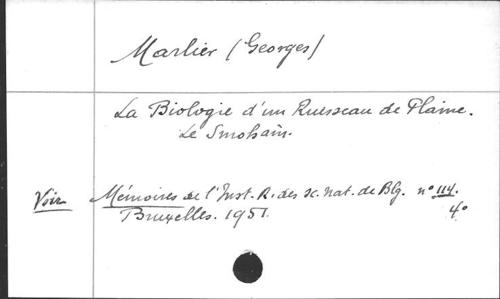 Marlier (Georges)
La Biologie d'un Ruisseau de Plaine.
Le Smohain.
Voir Mémoires de l'Inst. R. des Sc. nat. de Blg. n° 114.
Bruxelles. 1951. 4°